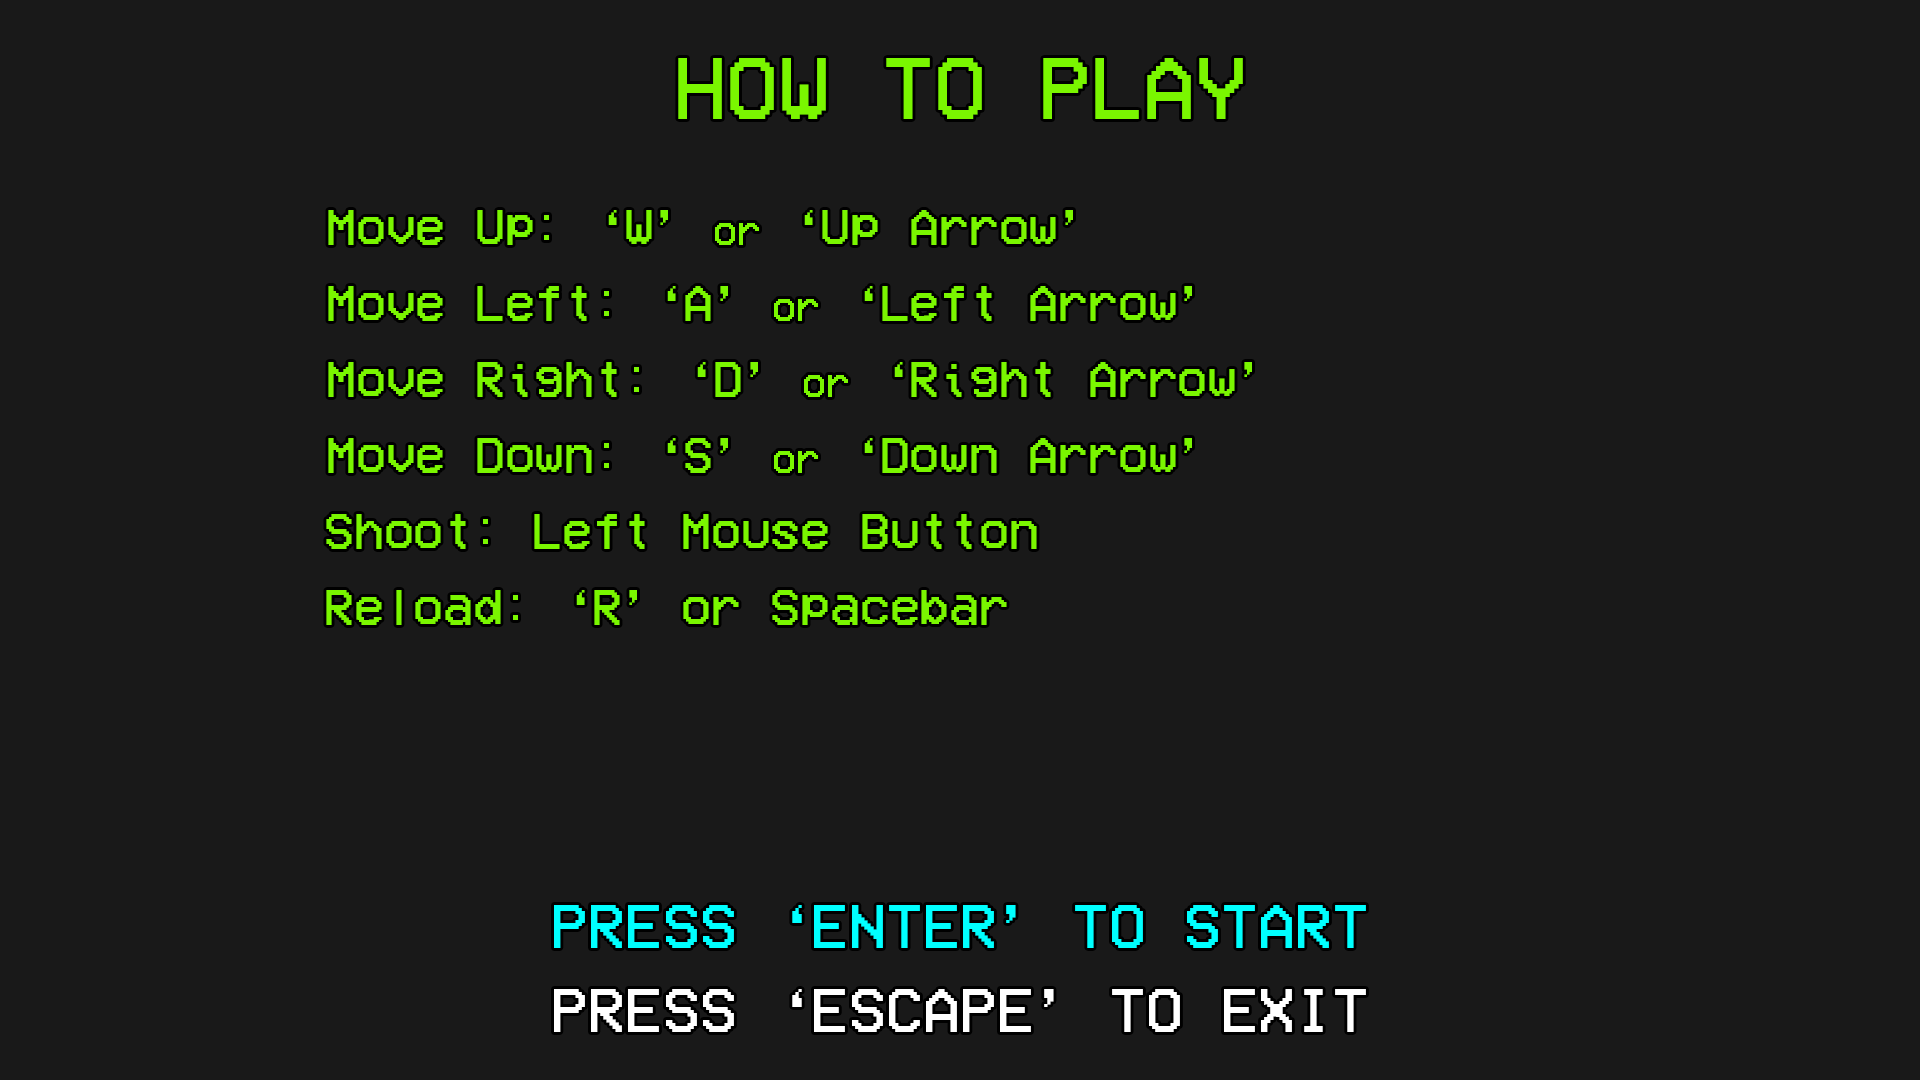 HOW TO PLAY
Move Up: ‘W’ or ‘Up Arrow’
Move Left: ‘A’ or ‘Left Arrow’
Move Right: ‘D’ or ‘Right Arrow’
Move Down: ‘S’ or ‘Down Arrow’
Shoot: Left Mouse Button
Reload: ‘R’ or Spacebar
PRESS ‘ENTER’ TO START
PRESS ‘ESCAPE’ TO EXIT